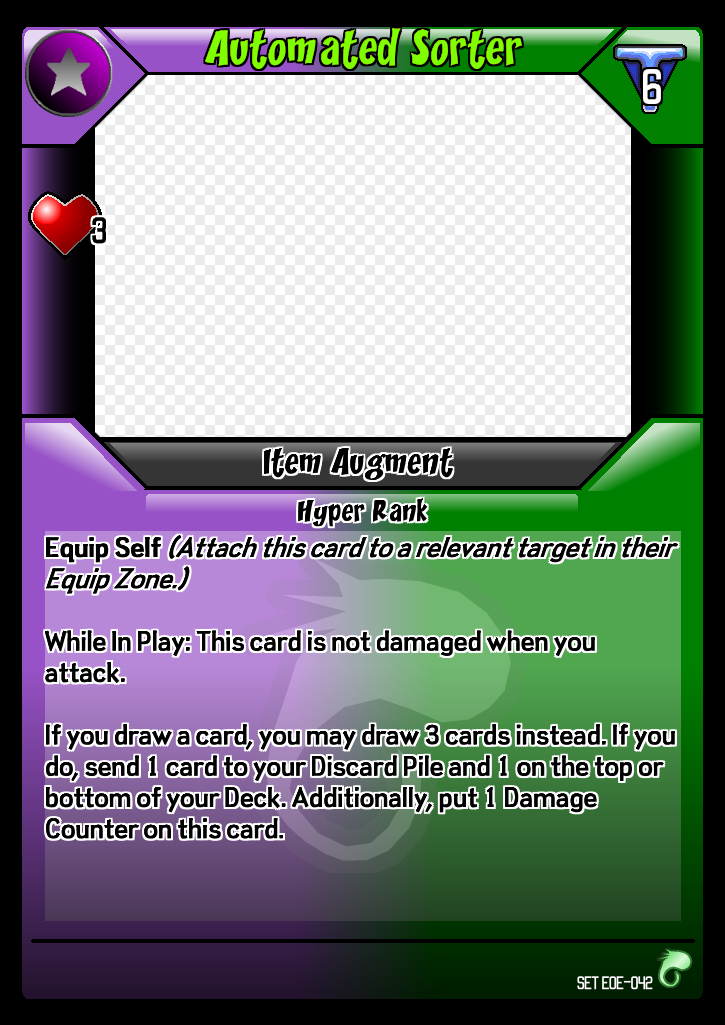 Automated Sorter
6
3
Item Augment
Hyper Rank
Equip Self (Attach this card to a relevant target in their
Equip Zone.)
While In Play: This card is not damaged when you
attack.
If you draw a card, you may draw 3 cards instead. If you
do, send 1 card to your Discard Pile and 1 on the top or
bottom of your Deck. Additionally, put 1 Damage
Counter on this card.
SET EOE-042